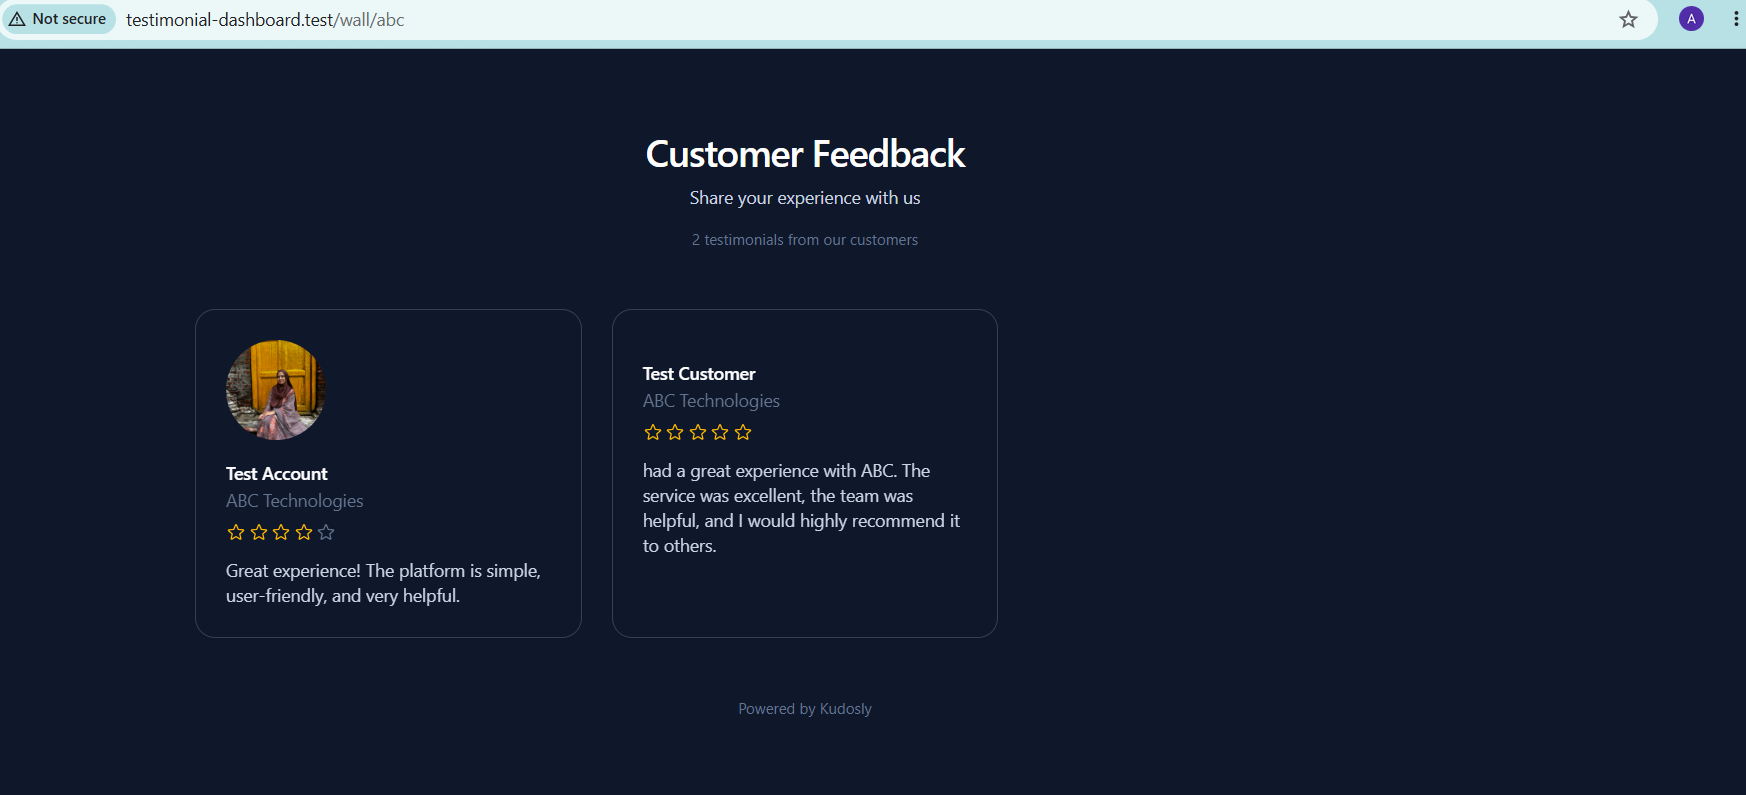 Not secure
testimonial-dashboard.test/wall/abc
A
Customer Feedback
Share your experience with us
2 testimonials from our customers
Test Account
ABC Technologies
Great experience! The platform is simple,
user-friendly, and very helpful.
Test Customer
ABC Technologies
had a great experience with ABC. The
service was excellent, the team was
helpful, and I would highly recommend it
to others.
Powered by Kudosly